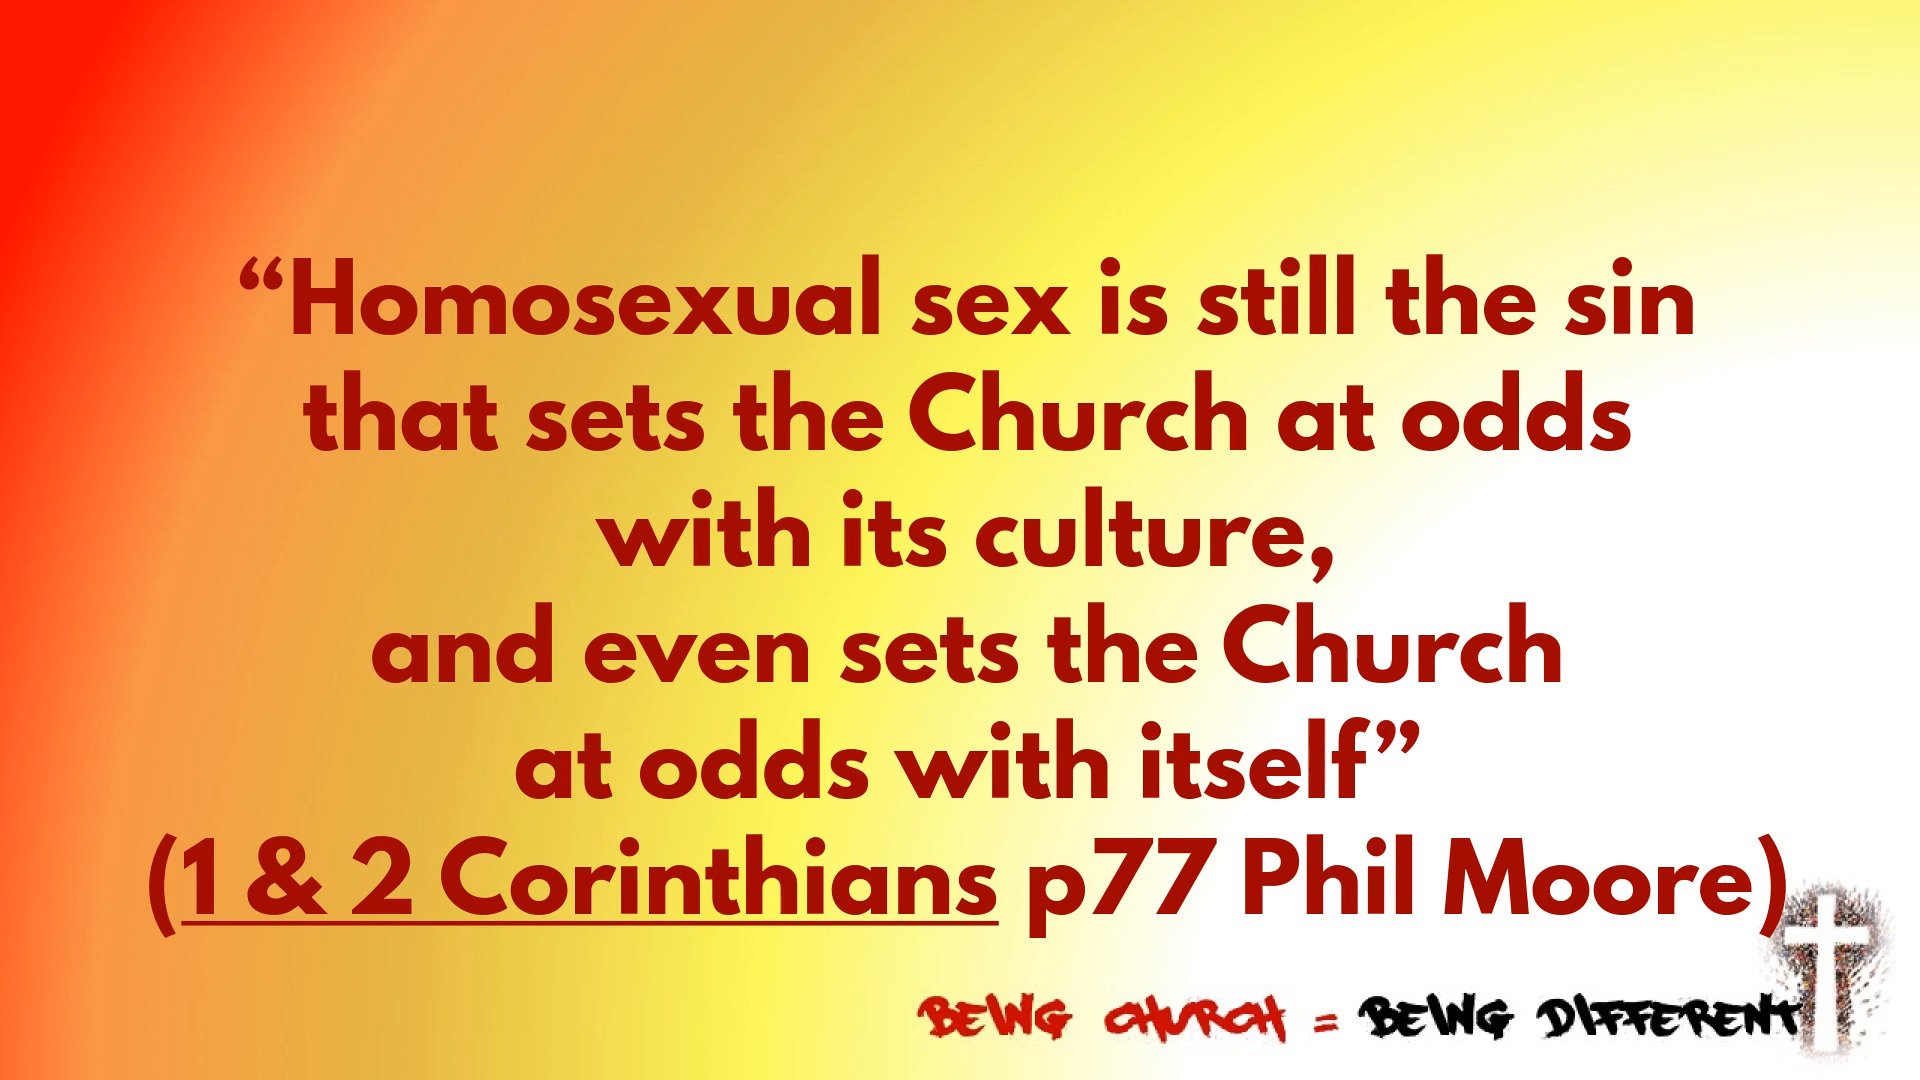 “Homosexual sex is still the sin
that sets the Church at odds
with its culture,
and even sets the Church
at odds with itself”
(1 & 2 Corinthians p77 Phil Moore)
BEING CHURCH = BEING DIFFERENT